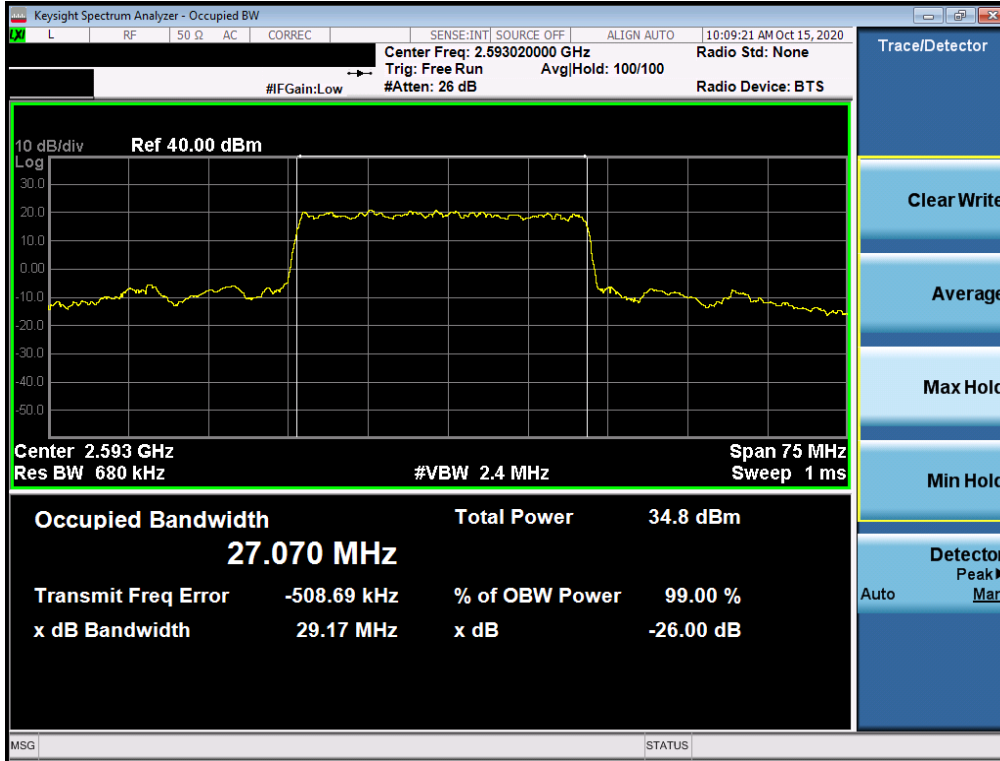 Keysight Spectrum Analyzer - Occupied BW
LXI L RF 50 Ω AC CORREC SENSE:INT SOURCE OFF ALIGN AUTO 10:09:21 AM Oct 15, 2020
Center Freq: 2.593020000 GHz Radio Std: None
Trig: Free Run Avg|Hold: 100/100
#IFGain:Low #Atten: 26 dB Radio Device: BTS
Trace/Detector
10 dB/div Ref 40.00 dBm
Log
30.0
20.0
10.0
0.00
-10.0
-20.0
-30.0
-40.0
-50.0
Center 2.593 GHz Span 75 MHz
Res BW 680 kHz #VBW 2.4 MHz Sweep 1 ms
Occupied Bandwidth Total Power 34.8 dBm
27.070 MHz
Transmit Freq Error -508.69 kHz % of OBW Power 99.00 %
x dB Bandwidth 29.17 MHz x dB -26.00 dB
Clear Write
Average
Max Hold
Min Hold
Detector
Peak
Auto Man
MSG STATUS